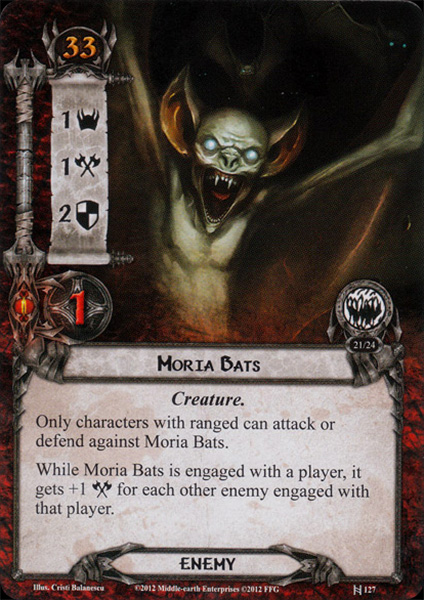 33
1
1
2
1
21/24
MORIA BATS
Creature.
Only characters with ranged can attack or
defend against Moria Bats.
While Moria Bats is engaged with a player, it
gets +1 for each other enemy engaged with
that player.
ENEMY
Illus. Cristi Balanescu ©2012 Middle-earth Enterprises ©2012 FFG 127